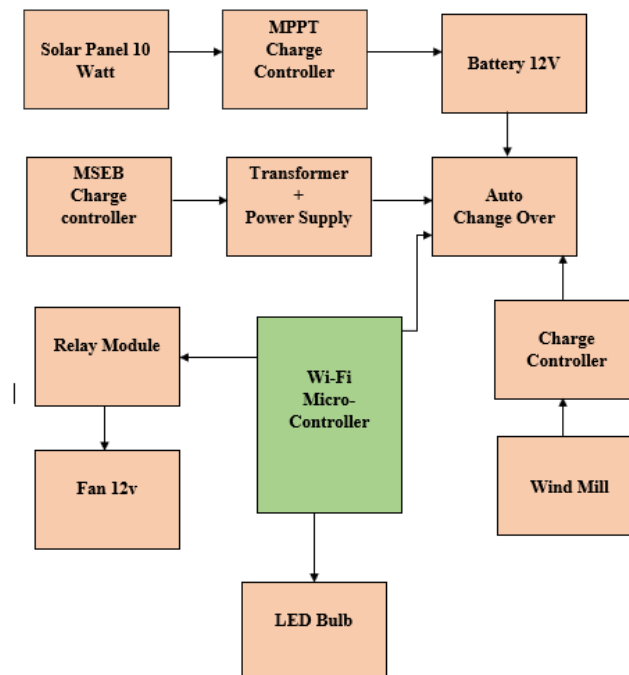 Solar Panel 10
Watt
MPPT
Charge
Controller
Battery 12V
MSEB
Charge
controller
Transformer
+
Power Supply
Auto
Change Over
Relay Module
Wi-Fi
Micro-
Controller
Charge
Controller
Fan 12v
Wind Mill
LED Bulb